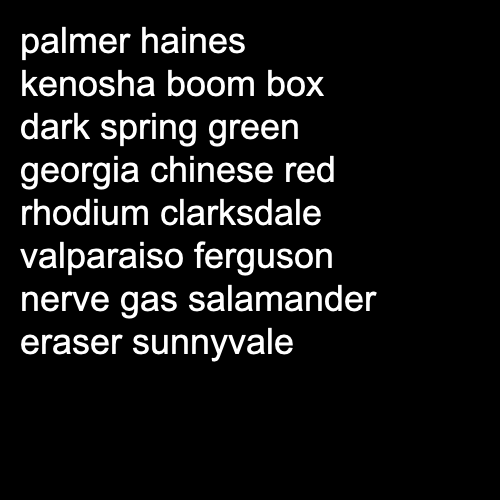 palmer haines
kenosha boom box
dark spring green
georgia chinese red
rhodium clarksdale
valparaiso ferguson
nerve gas salamander
eraser sunnyvale